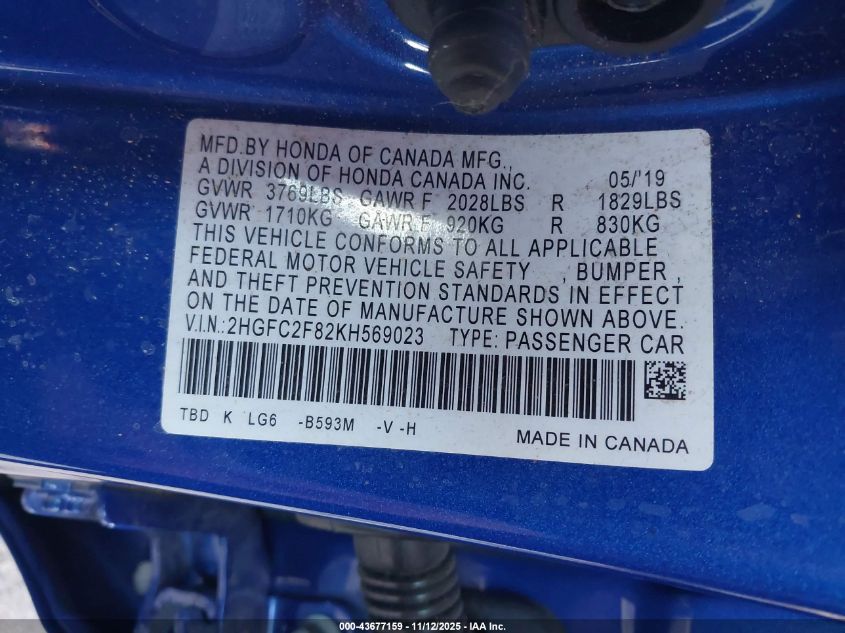 MFD.BY HONDA OF CANADA MFG.,
A DIVISION OF HONDA CANADA INC. 05/'19
GVWR 3769LBS GAWR F 2028LBS R 1829LBS
GVWR 1710KG GAWR F 920KG R 830KG
THIS VEHICLE CONFORMS TO ALL APPLICABLE
FEDERAL MOTOR VEHICLE SAFETY , BUMPER ,
AND THEFT PREVENTION STANDARDS IN EFFECT
ON THE DATE OF MANUFACTURE SHOWN ABOVE.
V.I.N.:2HGFC2F82KH569023 TYPE: PASSENGER CAR
TBD K LG6 -B593M -V -H
MADE IN CANADA
000-43677159 - 11/12/2025 - IAA Inc.